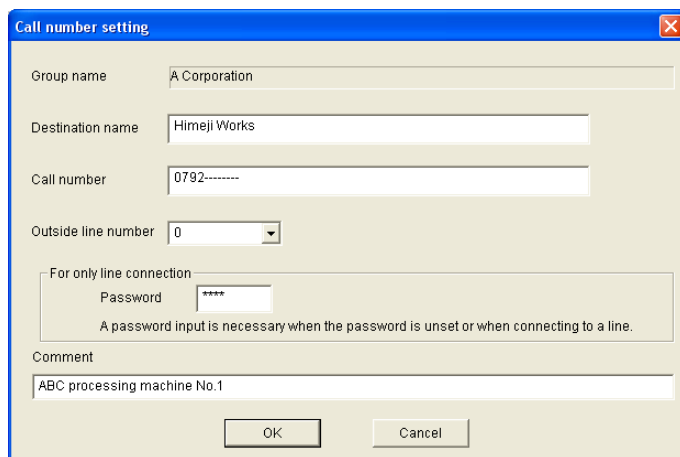 Call number setting
Group name A Corporation
Destination name Himeji Works
Call number 0792--------
Outside line number 0
For only line connection
Password ****
A password input is necessary when the password is unset or when connecting to a line.
Comment
ABC processing machine No.1
OK Cancel